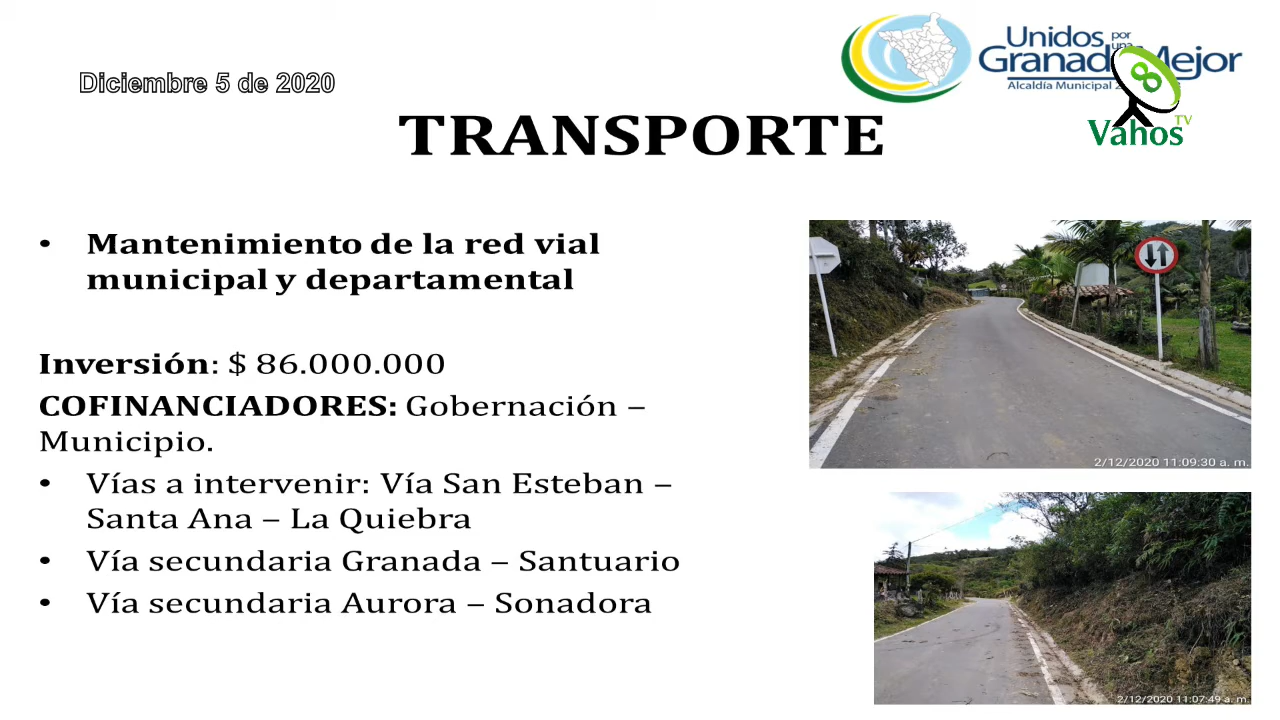 Diciembre 5 de 2020
Unidos por
una
Granada Mejor
Alcaldía Municipal
8
Vahos TV
TRANSPORTE
• Mantenimiento de la red vial
municipal y departamental
Inversión: $ 86.000.000
COFINANCIADORES: Gobernación –
Municipio.
• Vías a intervenir: Vía San Esteban –
Santa Ana – La Quiebra
• Vía secundaria Granada – Santuario
• Vía secundaria Aurora – Sonadora
2/12/2020 11:09:30 a. m.
2/12/2020 11:07:49 a. m.